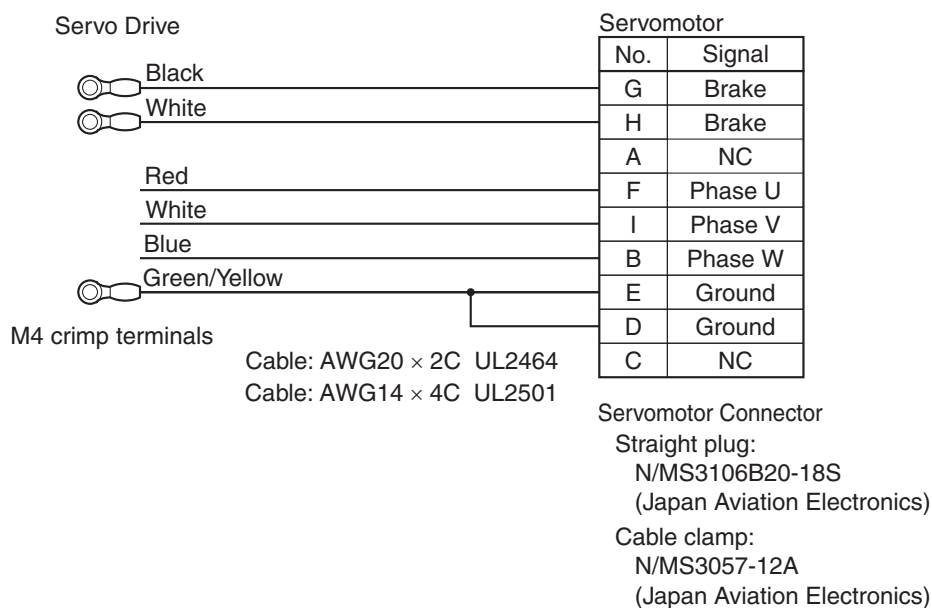 Servo Drive
Servomotor
No. Signal
Black
G Brake
White
H Brake
A NC
Red
F Phase U
White
I Phase V
Blue
B Phase W
Green/Yellow
E Ground
D Ground
M4 crimp terminals
C NC
Cable: AWG20 × 2C UL2464
Cable: AWG14 × 4C UL2501
Servomotor Connector
Straight plug:
N/MS3106B20-18S
(Japan Aviation Electronics)
Cable clamp:
N/MS3057-12A
(Japan Aviation Electronics)